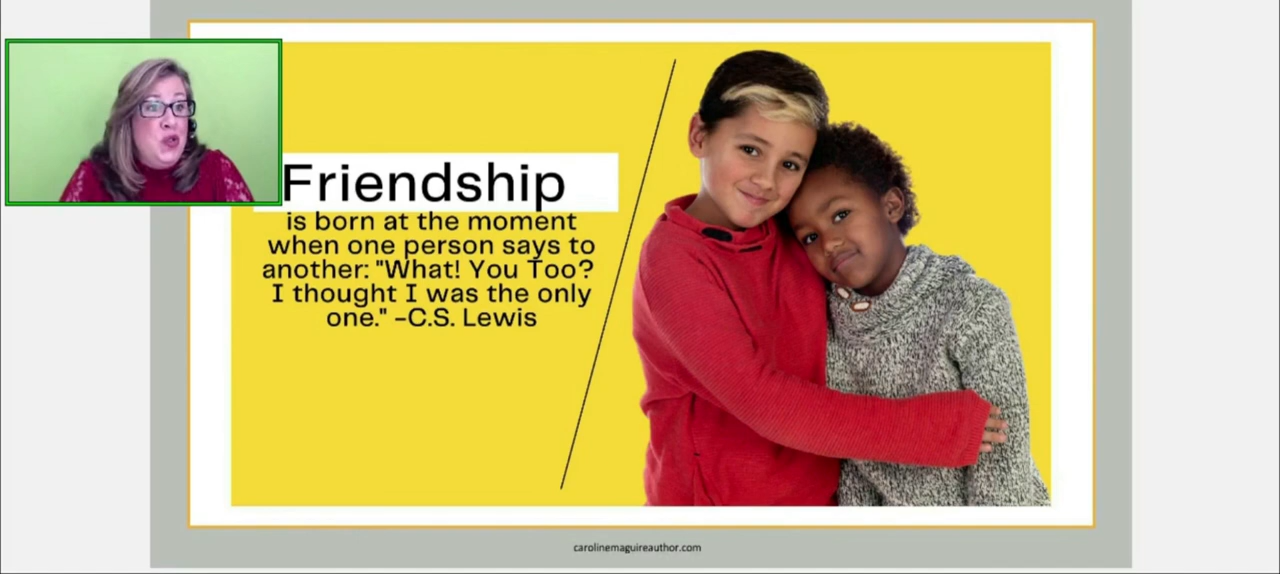 Friendship
is born at the moment
when one person says to
another: "What! You Too?
I thought I was the only
one." –C.S. Lewis
carolinemaguireauthor.com